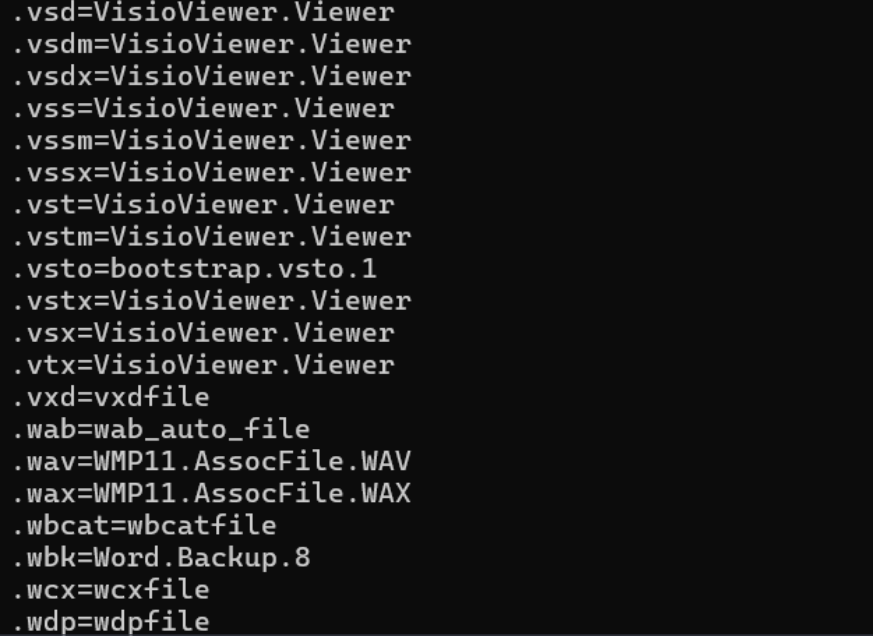 .vsd=VisioViewer.Viewer
.vsdm=VisioViewer.Viewer
.vsdx=VisioViewer.Viewer
.vss=VisioViewer.Viewer
.vssm=VisioViewer.Viewer
.vssx=VisioViewer.Viewer
.vst=VisioViewer.Viewer
.vstm=VisioViewer.Viewer
.vsto=bootstrap.vsto.1
.vstx=VisioViewer.Viewer
.vsx=VisioViewer.Viewer
.vtx=VisioViewer.Viewer
.vxd=vxdfile
.wab=wab_auto_file
.wav=WMP11.AssocFile.WAV
.wax=WMP11.AssocFile.WAX
.wbcat=wbcatfile
.wbk=Word.Backup.8
.wcx=wcxfile
.wdp=wdpfile